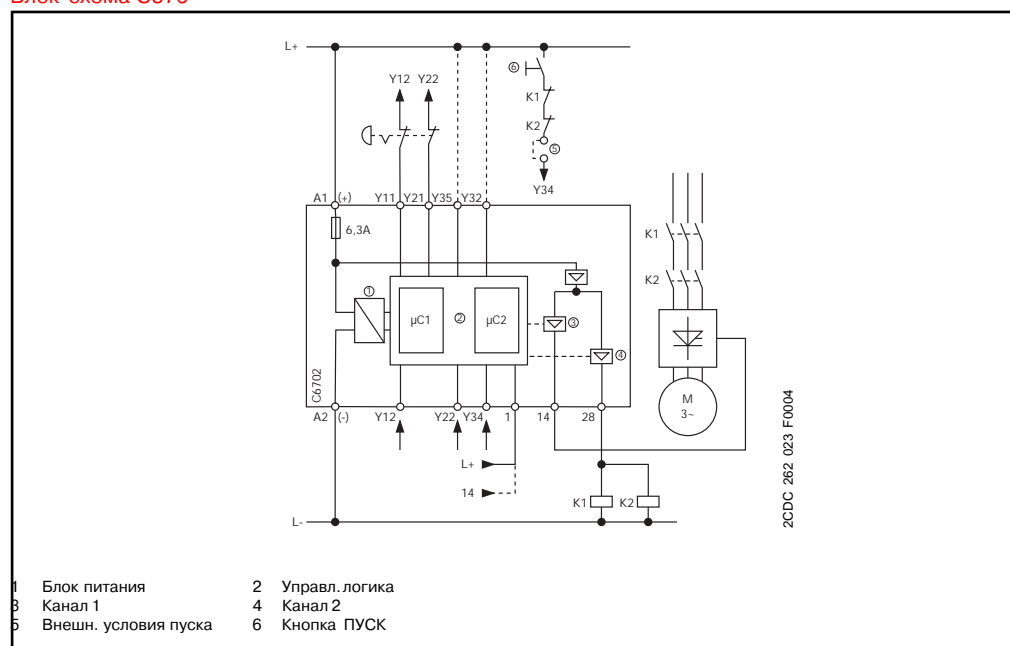 L+
⑥
Y12 Y22
K1
K2
⑤
Y34
A1 (+) Y11 Y21 Y35 Y32
6,3A
K1
K2
①
µC1 ② µC2
③
④
C6702
M
3~
A2 (-) Y12 Y22 Y34 1 14 28
L+
14
K1 K2
L-
2CDC 262 023 F0004
1 Блок питания 2 Управл. логика
3 Канал 1 4 Канал 2
5 Внешн. условия пуска 6 Кнопка ПУСК